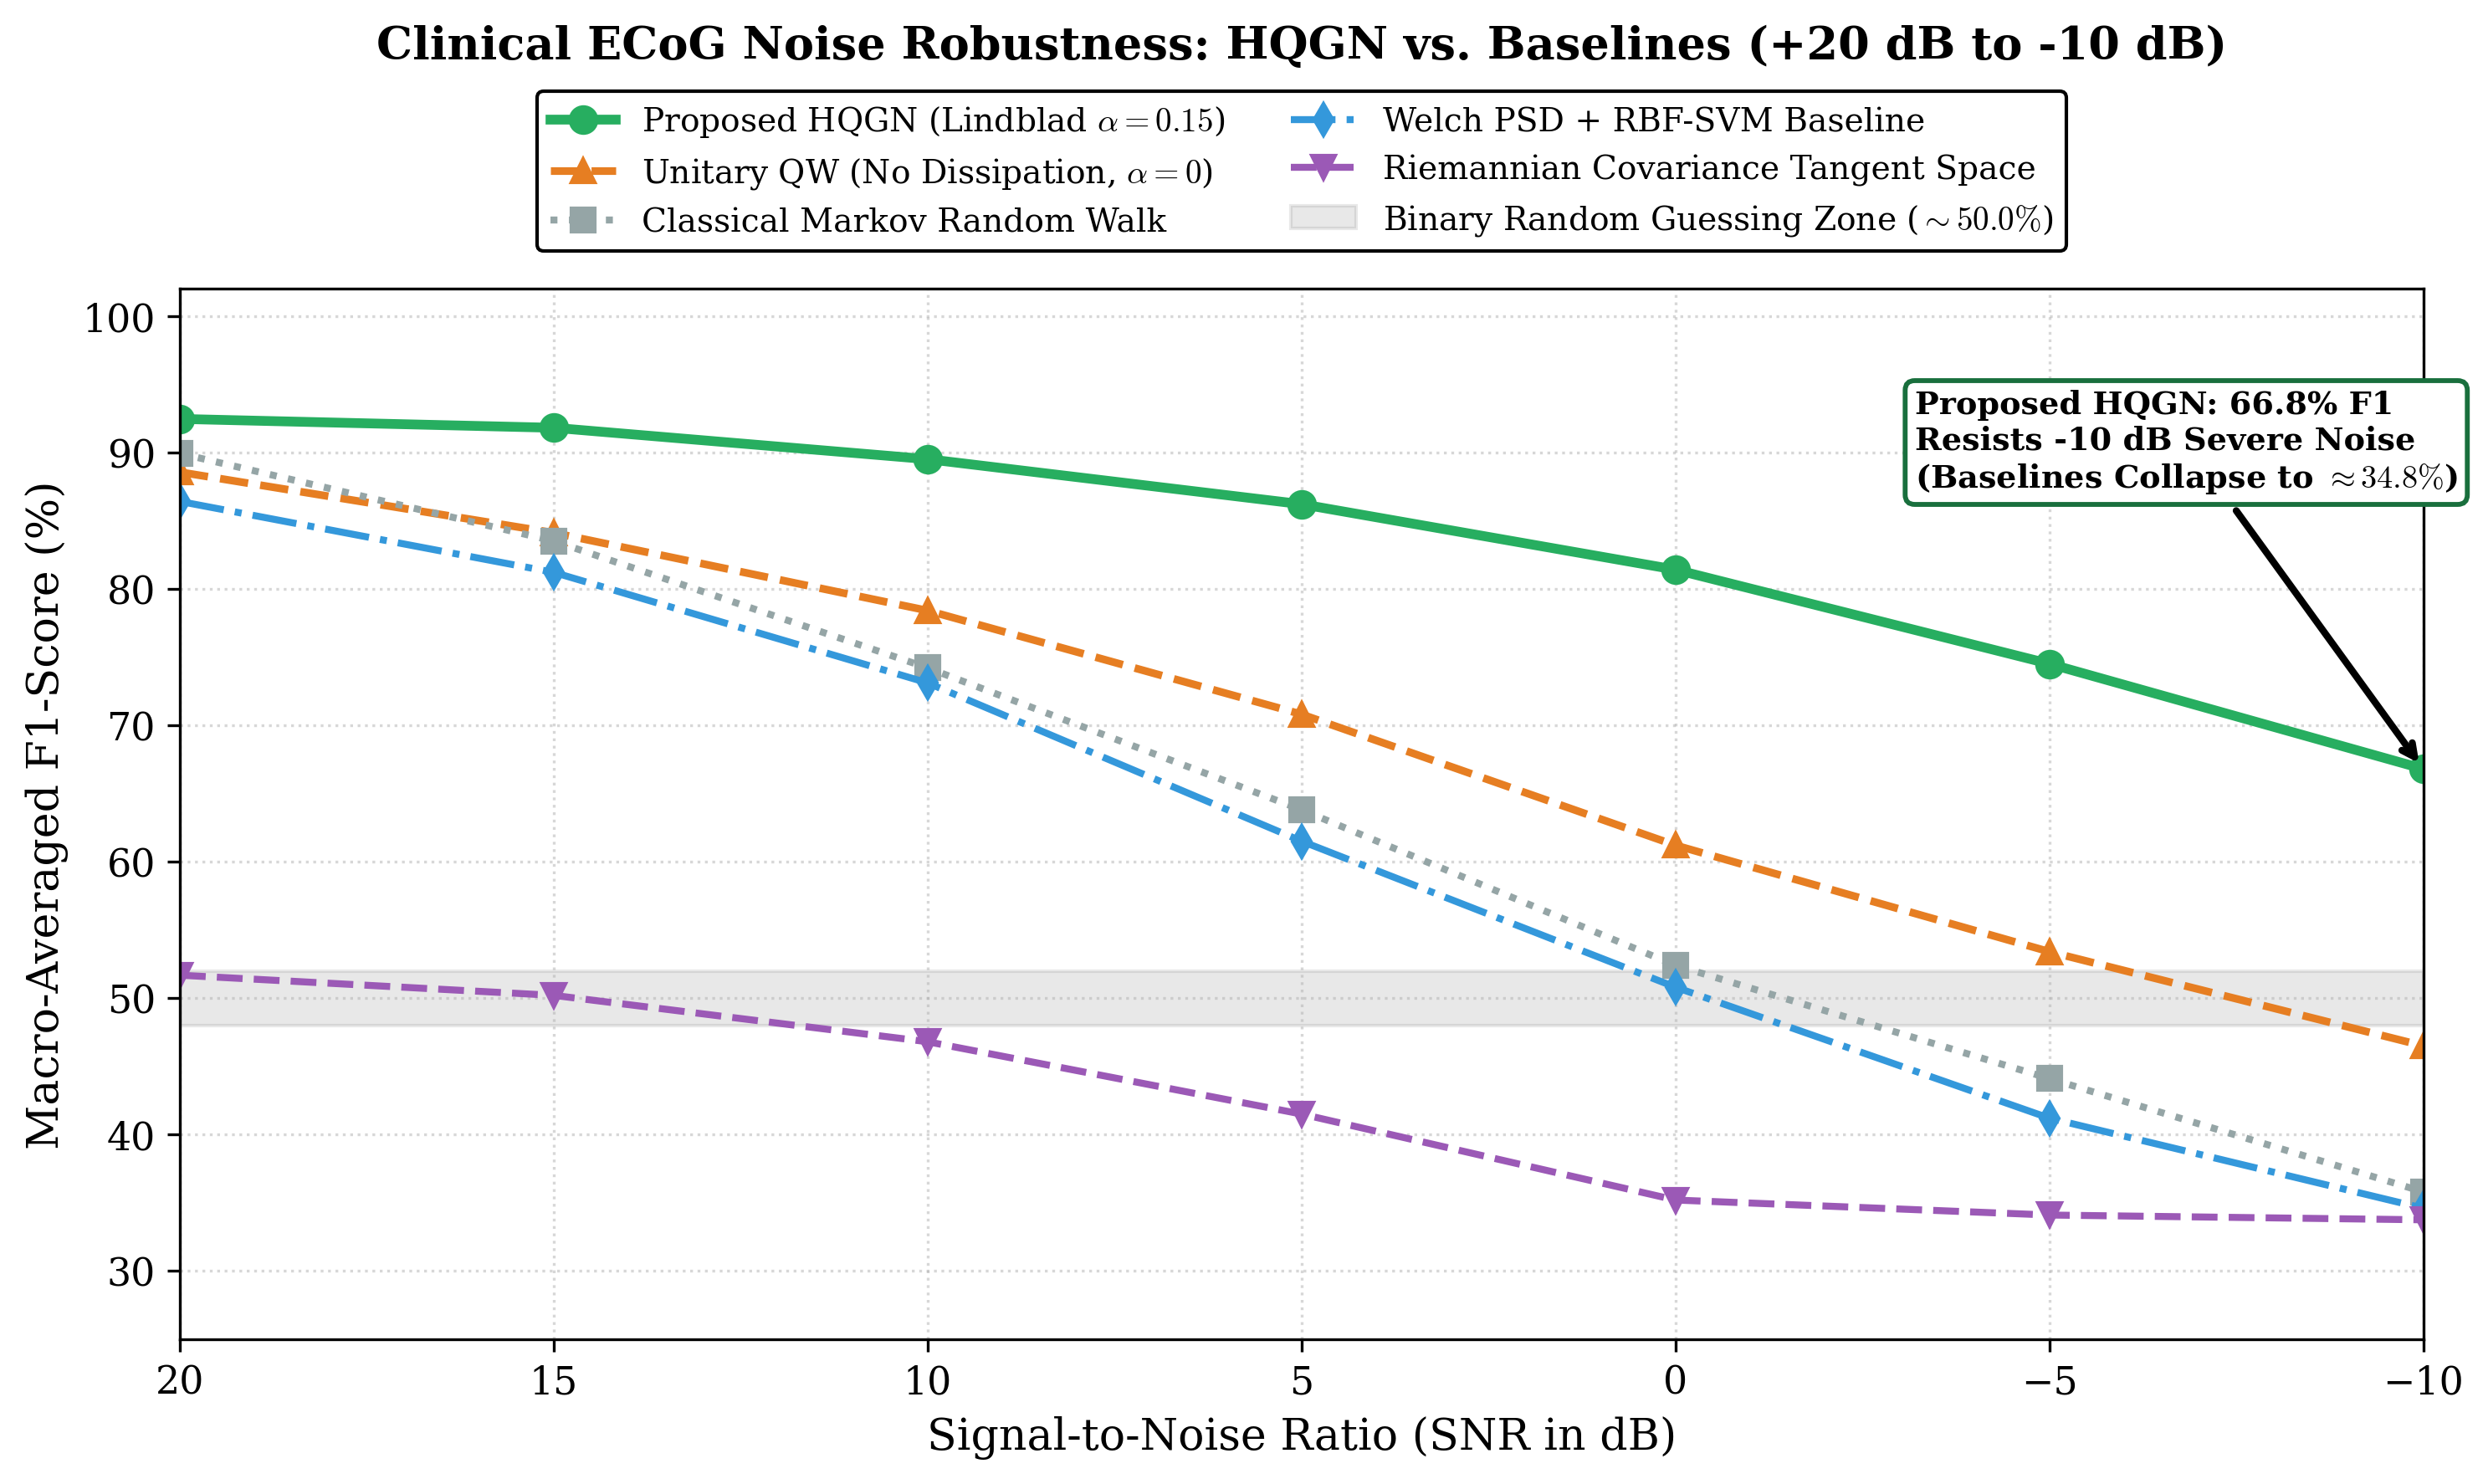 Clinical ECoG Noise Robustness: HQGN vs. Baselines (+20 dB to -10 dB)
Proposed HQGN (Lindblad α = 0.15)
Unitary QW (No Dissipation, α = 0)
Classical Markov Random Walk
Welch PSD + RBF-SVM Baseline
Riemannian Covariance Tangent Space
Binary Random Guessing Zone (∼ 50.0%)
Macro-Averaged F1-Score (%)
100
90
80
70
60
50
40
30
Proposed HQGN: 66.8% F1
Resists -10 dB Severe Noise
(Baselines Collapse to ≈ 34.8%)
20
15
10
5
0
−5
−10
Signal-to-Noise Ratio (SNR in dB)